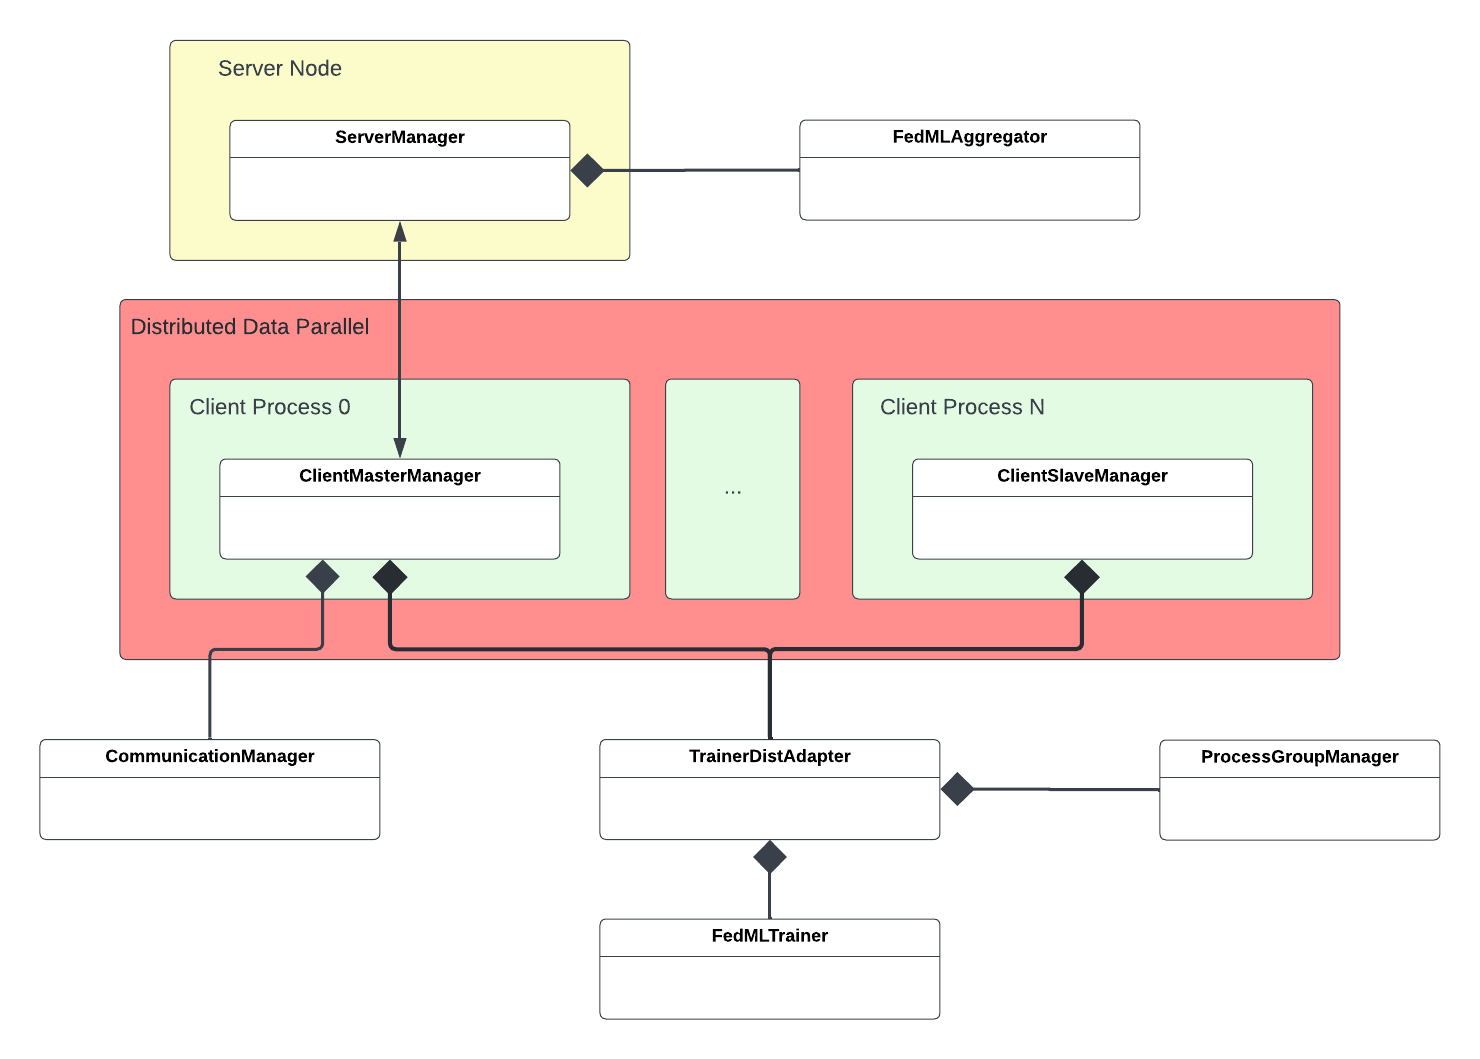 Server Node
ServerManager
FedMLAggregator
Distributed Data Parallel
Client Process 0
Client Process N
ClientMasterManager
...
ClientSlaveManager
CommunicationManager
TrainerDistAdapter
ProcessGroupManager
FedMLTrainer